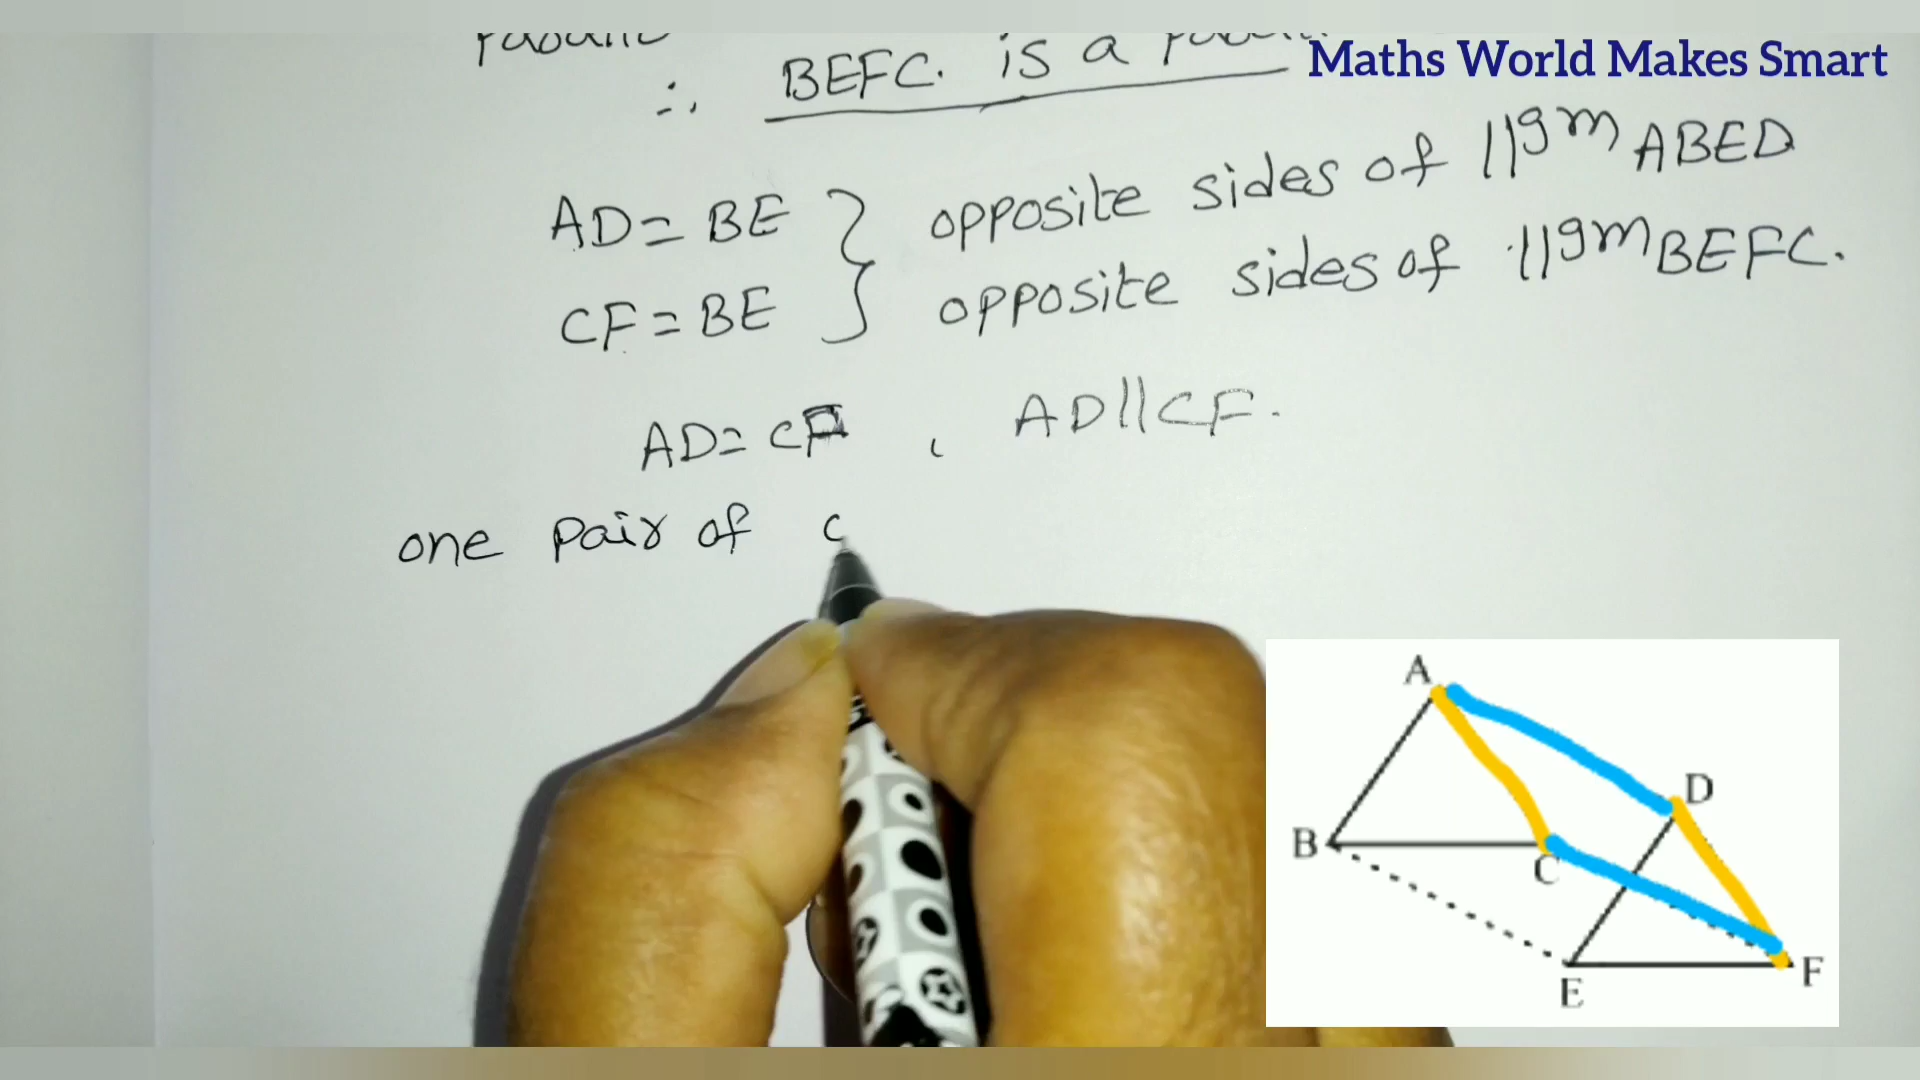 ∴ BEFC. is a
Maths World Makes Smart
AD = BE } opposite sides of ||gm ABED
CF = BE } opposite sides of ||gm BEFC.
AD = CF , AD||CF.
one pair of
A
D
B
C
E
F